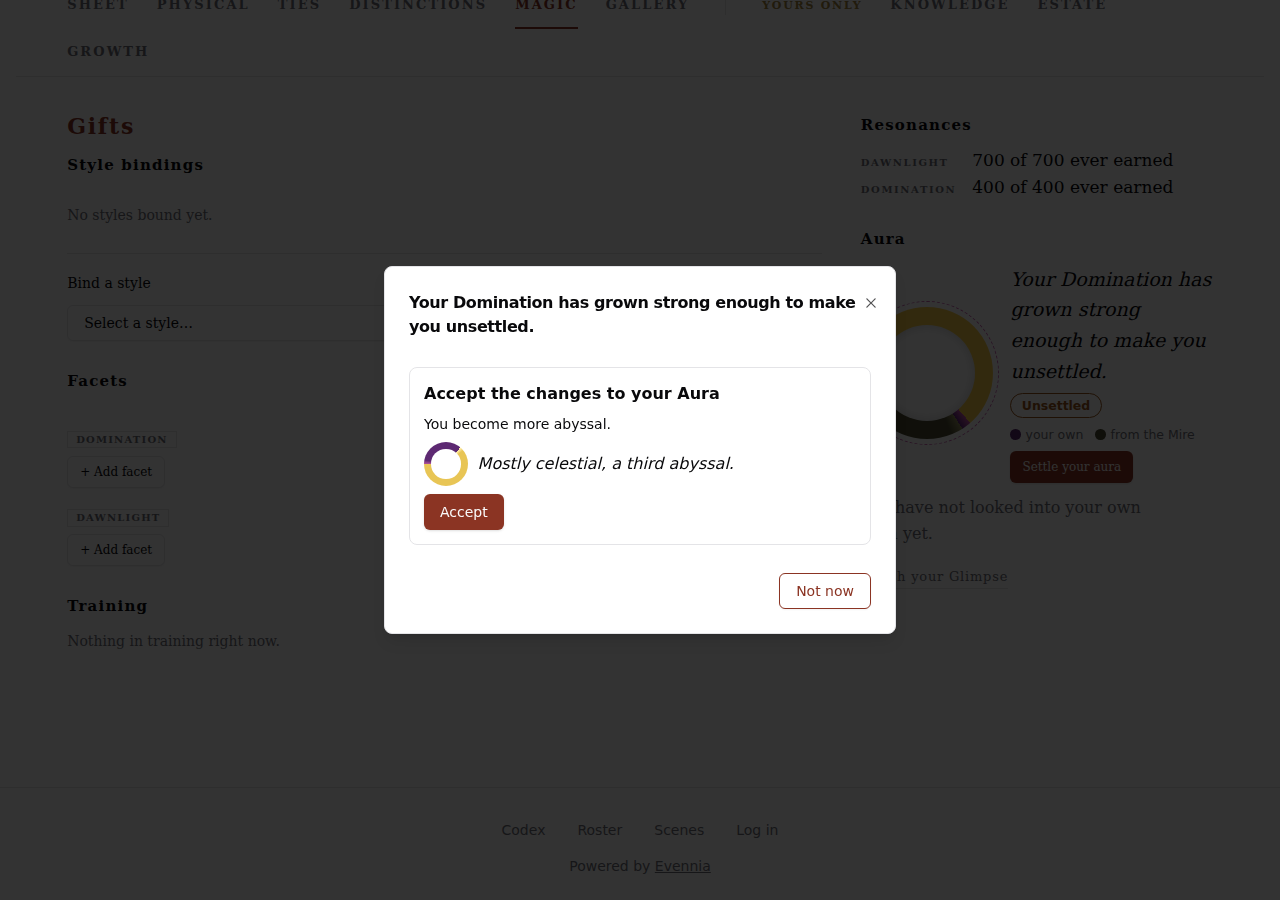 SHEET PHYSICAL TIES DISTINCTIONS MAGIC GALLERY YOURS ONLY KNOWLEDGE ESTATE
GROWTH
Gifts
Style bindings
No styles bound yet.
Bind a style
Select a style...
Facets
DOMINATION
+ Add facet
DAWNLIGHT
+ Add facet
Training
Nothing in training right now.
Resonances
DAWNLIGHT 700 of 700 ever earned
DOMINATION 400 of 400 ever earned
Aura
Your Domination has
grown strong
enough to make you
unsettled.
Unsettled
your own from the Mire
Settle your aura
have not looked into your own
yet.
your Glimpse
Your Domination has grown strong enough to make
you unsettled.
Accept the changes to your Aura
You become more abyssal.
Mostly celestial, a third abyssal.
Accept
Not now
Codex Roster Scenes Log in
Powered by Evennia